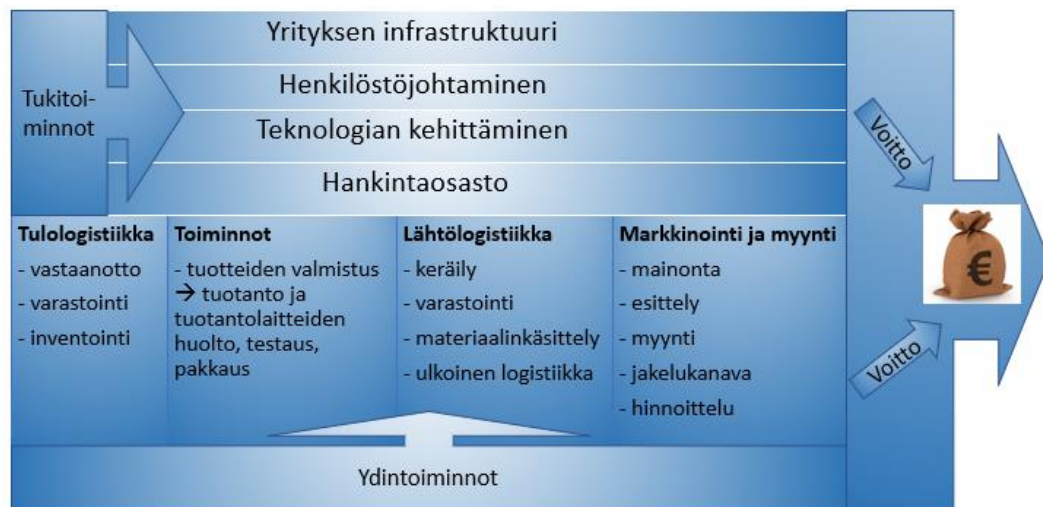 Yrityksen infrastruktuuri
Henkilöstöjohtaminen
Tukitoi-
minnot
Teknologian kehittäminen
Hankintaosasto
Voitto
Tulologistiikka
- vastaanotto
- varastointi
- inventointi
Toiminnot
- tuotteiden valmistus
→ tuotanto ja
tuotantolaitteiden
huolto, testaus,
pakkaus
Lähtölogistiikka
- keräily
- varastointi
- materiaalinkäsittely
- ulkoinen logistiikka
Markkinointi ja myynti
- mainonta
- esittely
- myynti
- jakelukanava
- hinnoittelu
€
Voitto
Ydintoiminnot